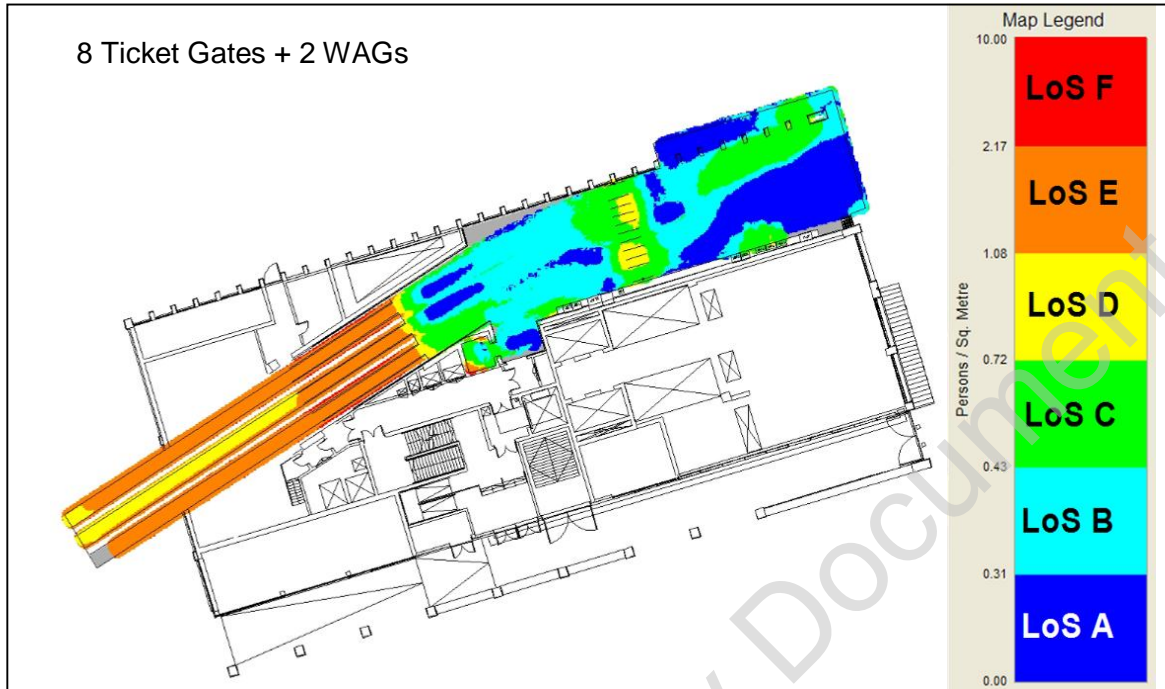 8 Ticket Gates + 2 WAGs
Map Legend
10.00
LoS F
2.17
LoS E
1.08
LoS D
0.72
LoS C
0.43
LoS B
0.31
LoS A
0.00
Persons / Sq. Metre
Document